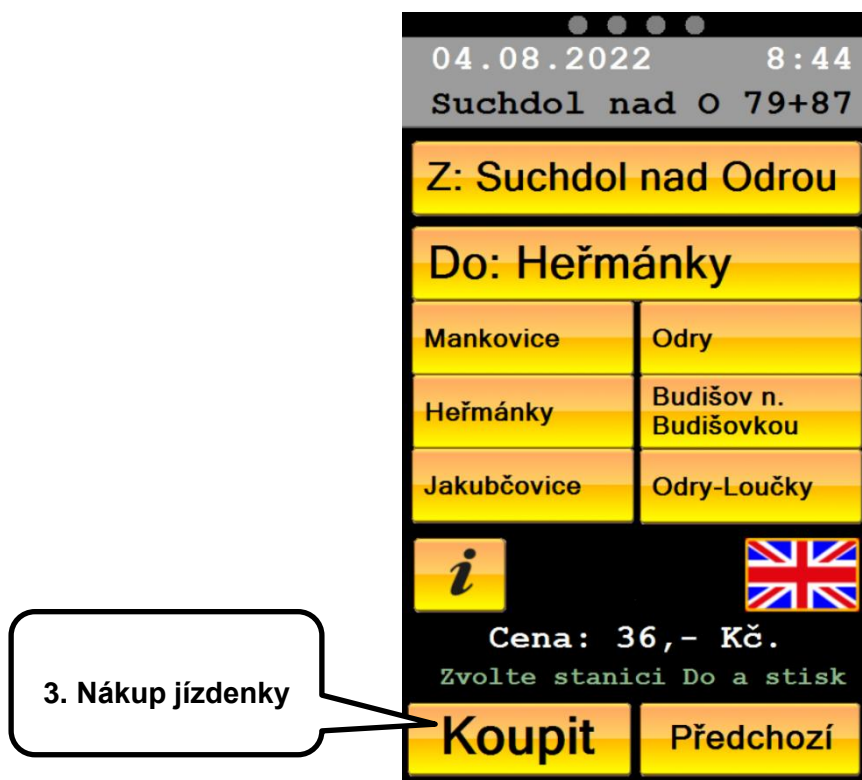 04.08.2022 8:44
Suchdol nad O 79+87
Z: Suchdol nad Odrou
Do: Heřmánky
Mankovice
Odry
Heřmánky
Budišov n.
Budišovkou
Jakubčovice
Odry-Loučky
i
Cena: 36,- Kč.
Zvolte stanici Do a stisk
3. Nákup jízdenky
Koupit
Předchozí